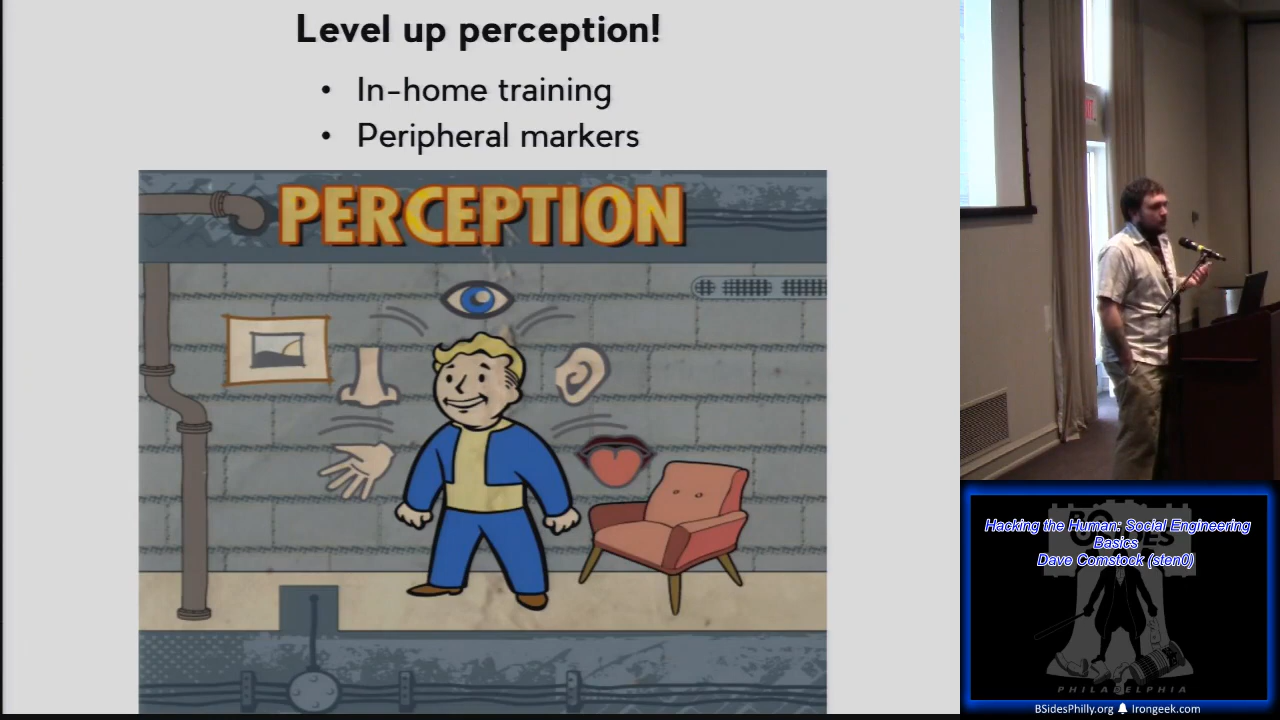 Level up perception!
• In-home training
• Peripheral markers
PERCEPTION
Hacking the Human: Social Engineering
Basics
Dave Comstock (sten0)
PHILADELPHIA
BSidesPhilly.org Irongeek.com